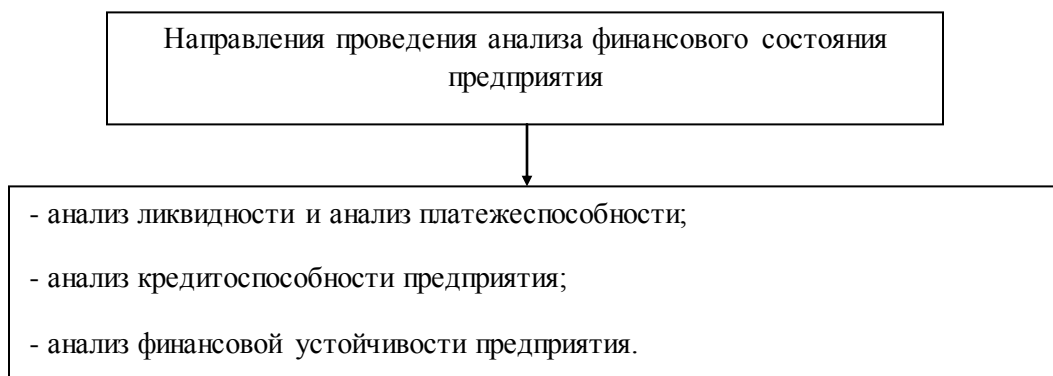 Направления проведения анализа финансового состояния
предприятия
- анализ ликвидности и анализ платежеспособности;
- анализ кредитоспособности предприятия;
- анализ финансовой устойчивости предприятия.